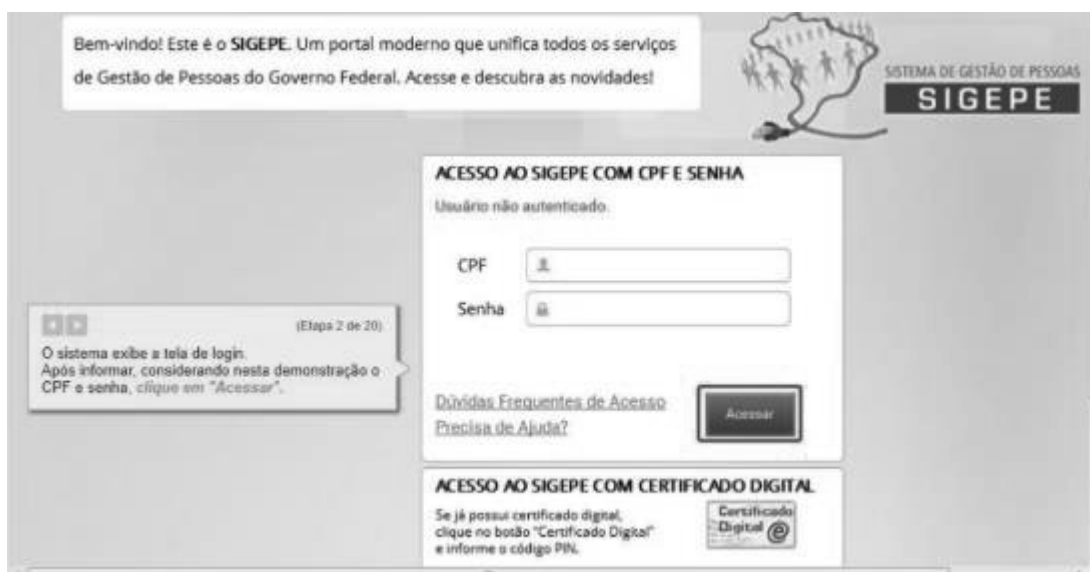 Bem-vindo! Este é o SIGEPE. Um portal moderno que unifica todos os serviços
de Gestão de Pessoas do Governo Federal. Acesse e descubra as novidades!
SISTEMA DE GESTÃO DE PESSOAS
SIGEPE
ACESSO AO SIGEPE COM CPF E SENHA
Usuário não autenticado.
CPF
Senha
(Etapa 2 de 20)
O sistema exibe a tela de login.
Após informar, considerando nesta demonstração o
CPF e senha, clique em "Acessar".
Dúvidas Frequentes de Acesso
Precisa de Ajuda?
Acessar
ACESSO AO SIGEPE COM CERTIFICADO DIGITAL
Se já possui certificado digital,
clique no botão "Certificado Digital"
e informe o código PIN.
Certificado
Digital